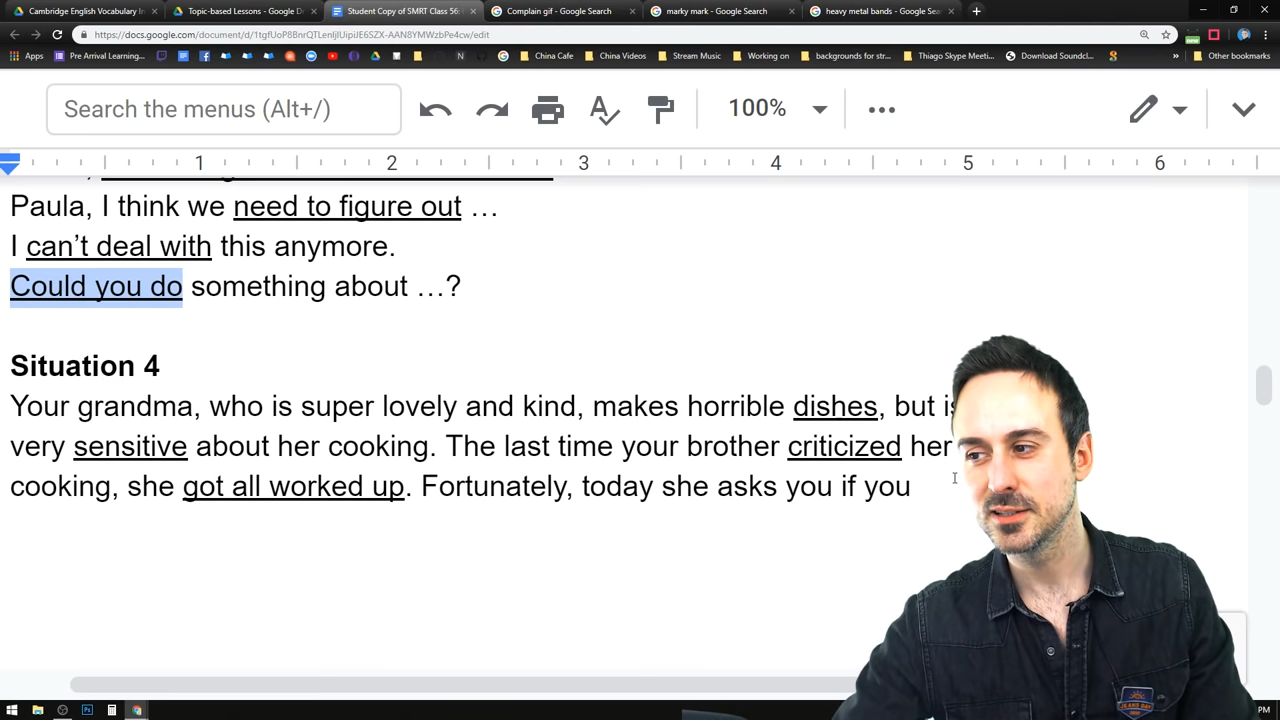 Cambridge English Vocabulary In
Topic-based Lessons - Google D
Student Copy of SMRT Class 56:
Complain gif - Google Search
marky mark - Google Search
heavy metal bands - Google Sea
https://docs.google.com/document/d/
/edit
Apps
Pre Arrival Learning...
China Cafe
China Videos
Stream Music
Working on
backgrounds for str...
Thiago Skype Meeti...
Download Soundcl...
Other bookmarks
Search the menus (Alt+/)
100%
1 2 3 4 5 6
Paula, I think we need to figure out …
I can’t deal with this anymore.
Could you do something about …?
Situation 4
Your grandma, who is super lovely and kind, makes horrible dishes, but
very sensitive about her cooking. The last time your brother criticized her
cooking, she got all worked up. Fortunately, today she asks you if you
PM